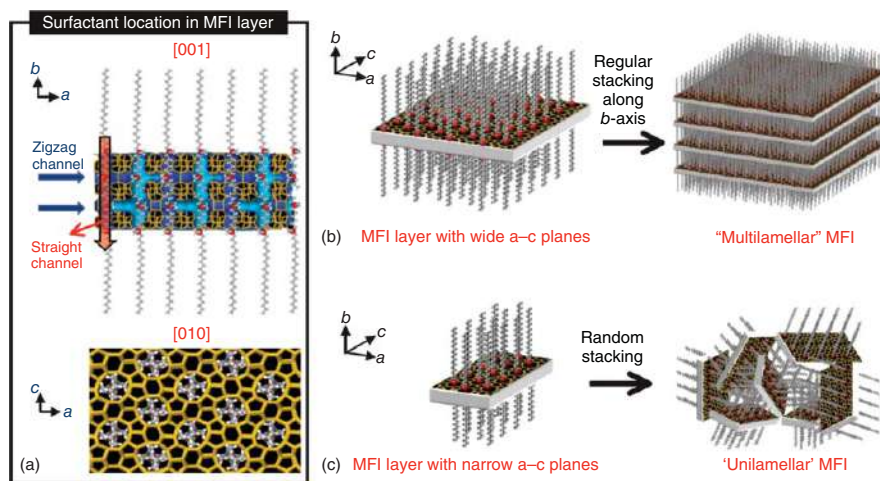 Surfactant location in MFI layer
[001]
b
a
Zigzag
channel
Straight
channel
[010]
c
a
(a)
b
c
a
Regular
stacking
along
b-axis
(b) MFI layer with wide a–c planes
“Multilamellar” MFI
b
c
a
Random
stacking
(c) MFI layer with narrow a–c planes
‘Unilamellar’ MFI